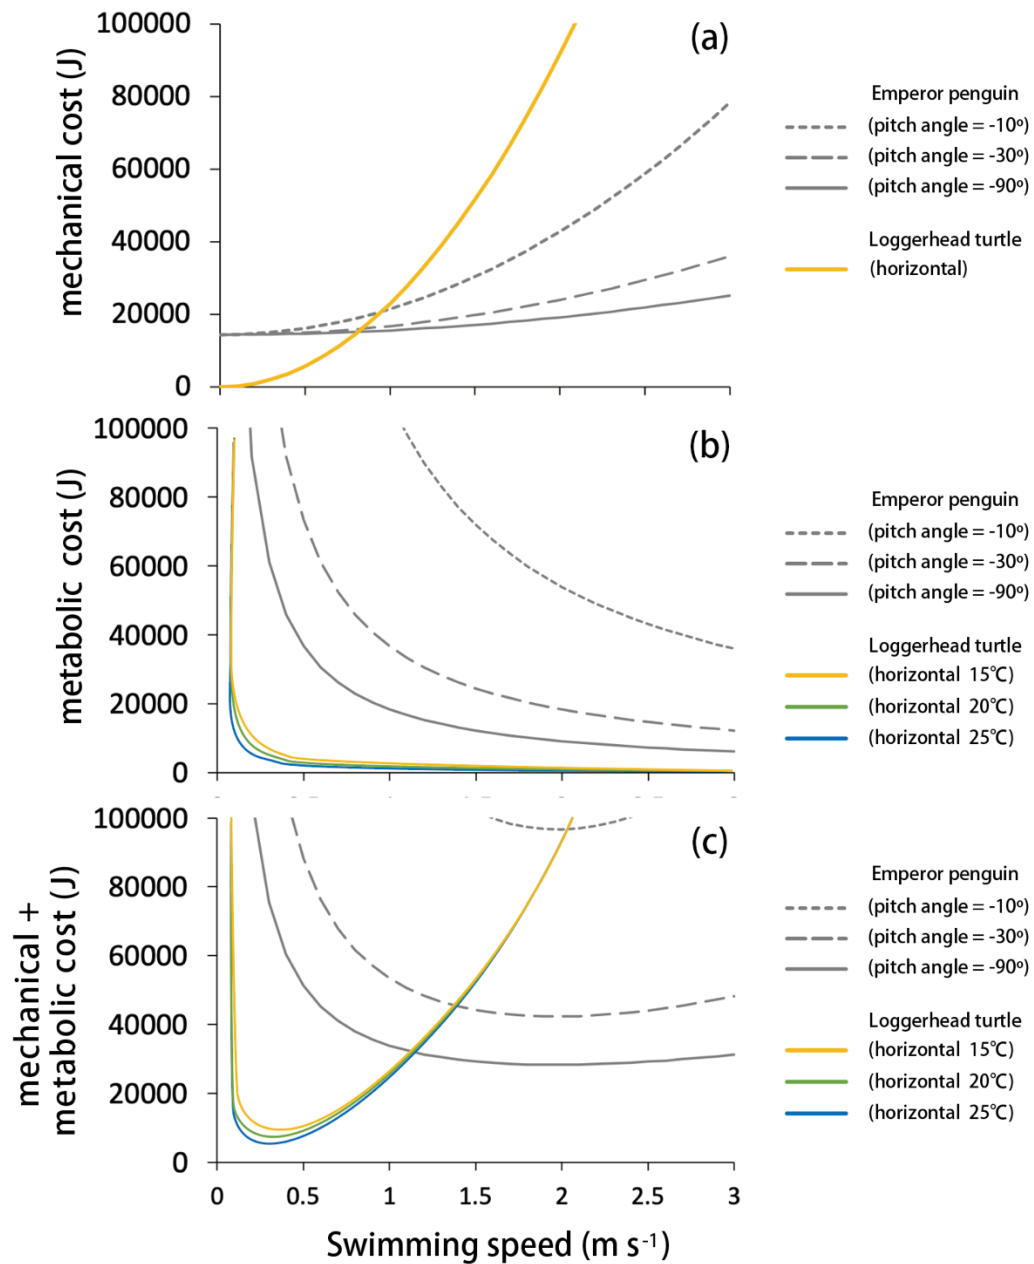 (a)
mechanical cost (J)
100000
80000
60000
40000
20000
0
Emperor penguin
(pitch angle = -10º)
(pitch angle = -30º)
(pitch angle = -90º)
Loggerhead turtle
(horizontal)
(b)
metabolic cost (J)
100000
80000
60000
40000
20000
0
Emperor penguin
(pitch angle = -10º)
(pitch angle = -30º)
(pitch angle = -90º)
Loggerhead turtle
(horizontal 15℃)
(horizontal 20℃)
(horizontal 25℃)
(c)
mechanical +
metabolic cost (J)
100000
80000
60000
40000
20000
0
Emperor penguin
(pitch angle = -10º)
(pitch angle = -30º)
(pitch angle = -90º)
Loggerhead turtle
(horizontal 15℃)
(horizontal 20℃)
(horizontal 25℃)
0 0.5 1 1.5 2 2.5 3
Swimming speed (m s⁻¹)